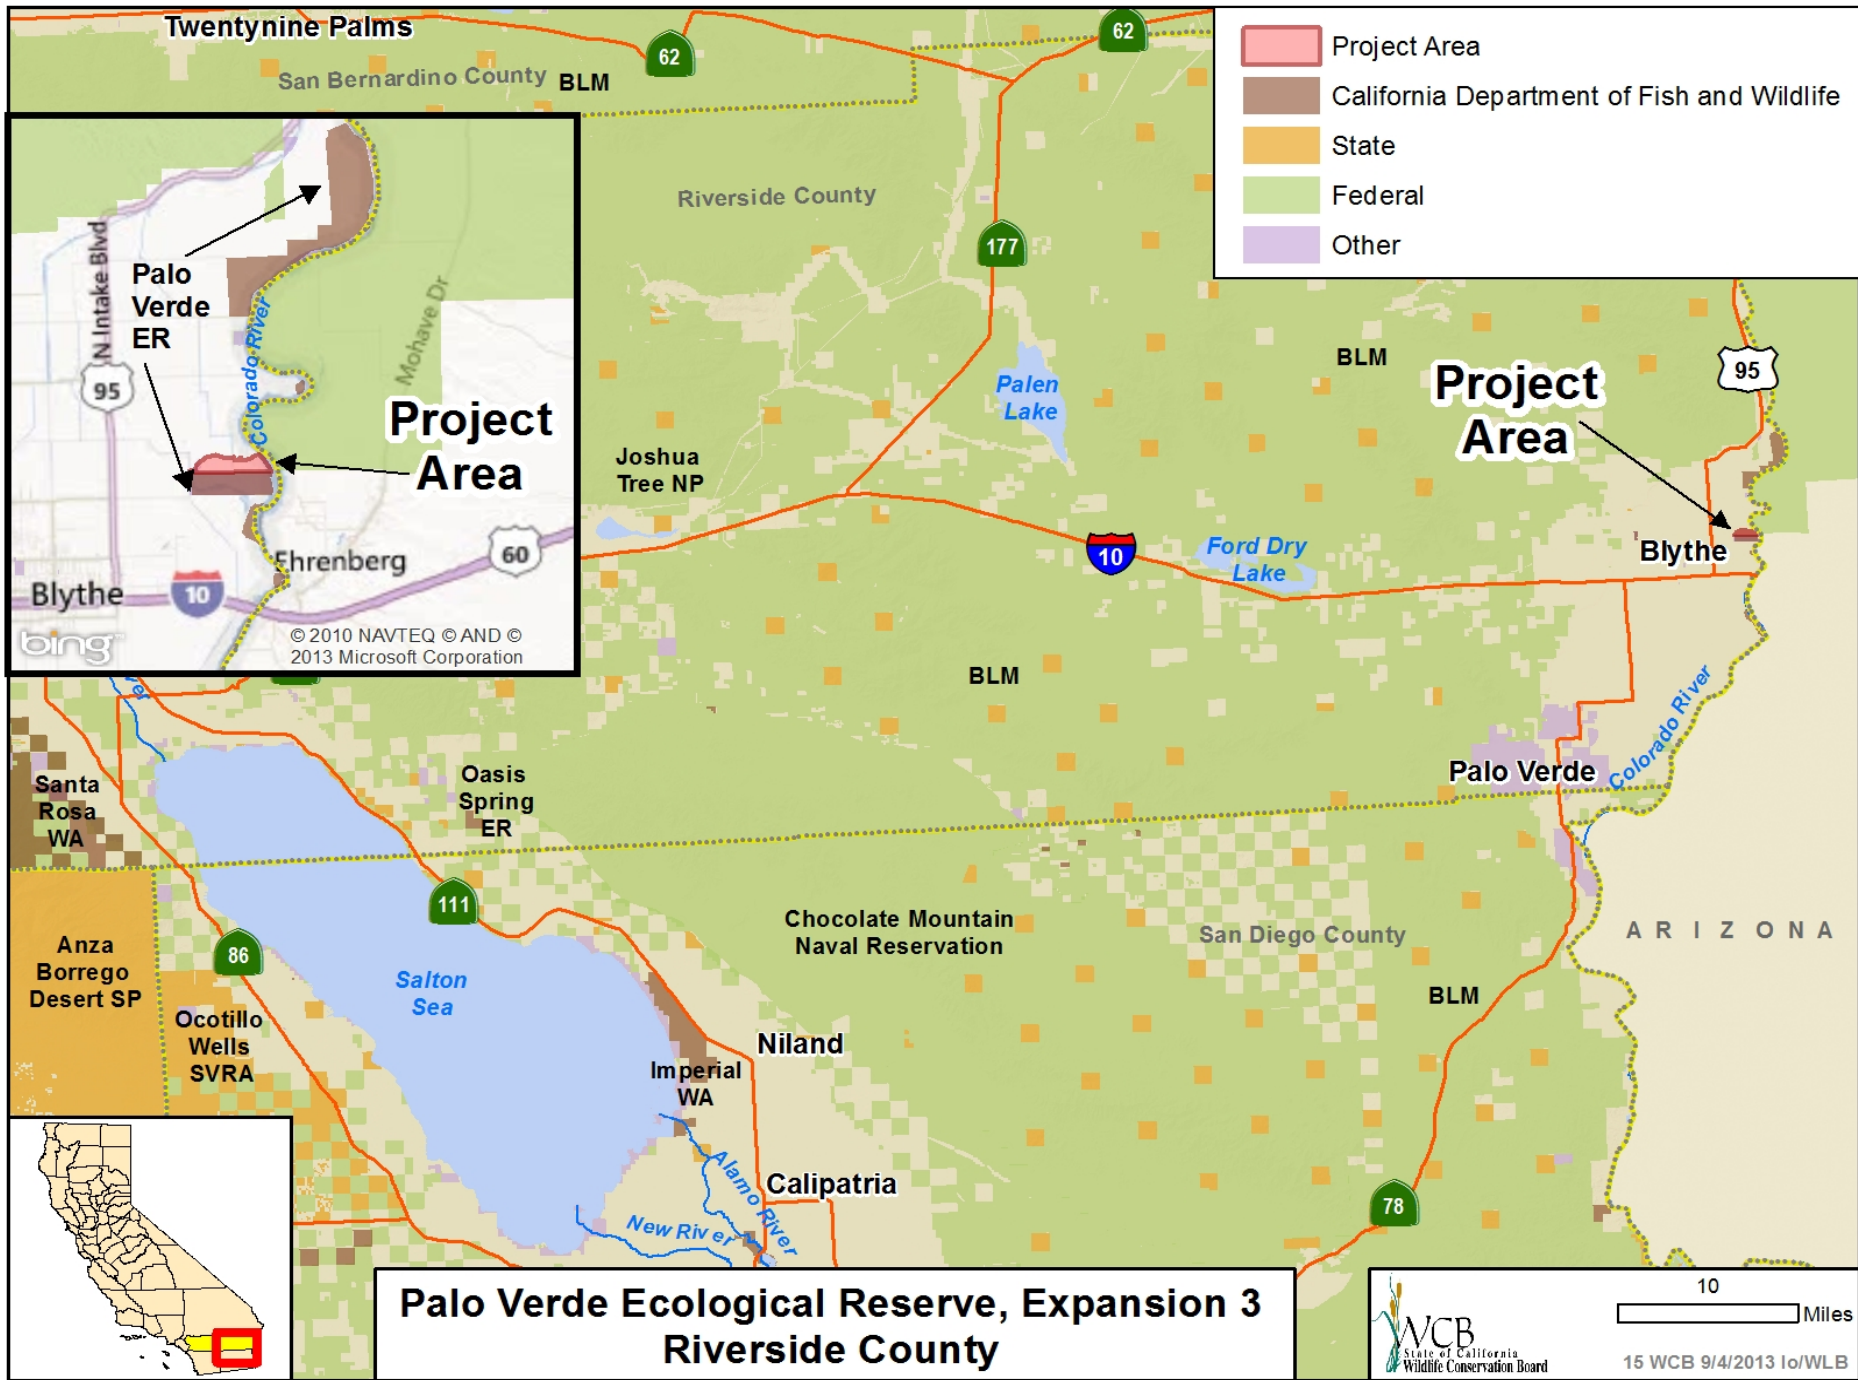 Twentynine Palms
62
62
San Bernardino County
BLM
Project Area
California Department of Fish and Wildlife
State
Federal
Other
Riverside County
177
N Intake Blvd
Palo
Verde
ER
Colorado River
Mohave Dr
95
Project
Area
Ehrenberg
60
Blythe
10
bing
© 2010 NAVTEQ © AND ©
2013 Microsoft Corporation
Palen
Lake
BLM
Project
Area
95
Joshua
Tree NP
10
Ford Dry
Lake
Blythe
BLM
Colorado River
Palo Verde
Santa
Rosa
WA
Oasis
Spring
ER
111
Chocolate Mountain
Naval Reservation
San Diego County
ARIZONA
Anza
Borrego
Desert SP
86
Salton
Sea
BLM
Ocotillo
Wells
SVRA
Niland
Imperial
WA
Alamo River
Calipatria
New River
78
Palo Verde Ecological Reserve, Expansion 3
Riverside County
WCB
State of California
Wildlife Conservation Board
10
Miles
15 WCB 9/4/2013 lo/WLB